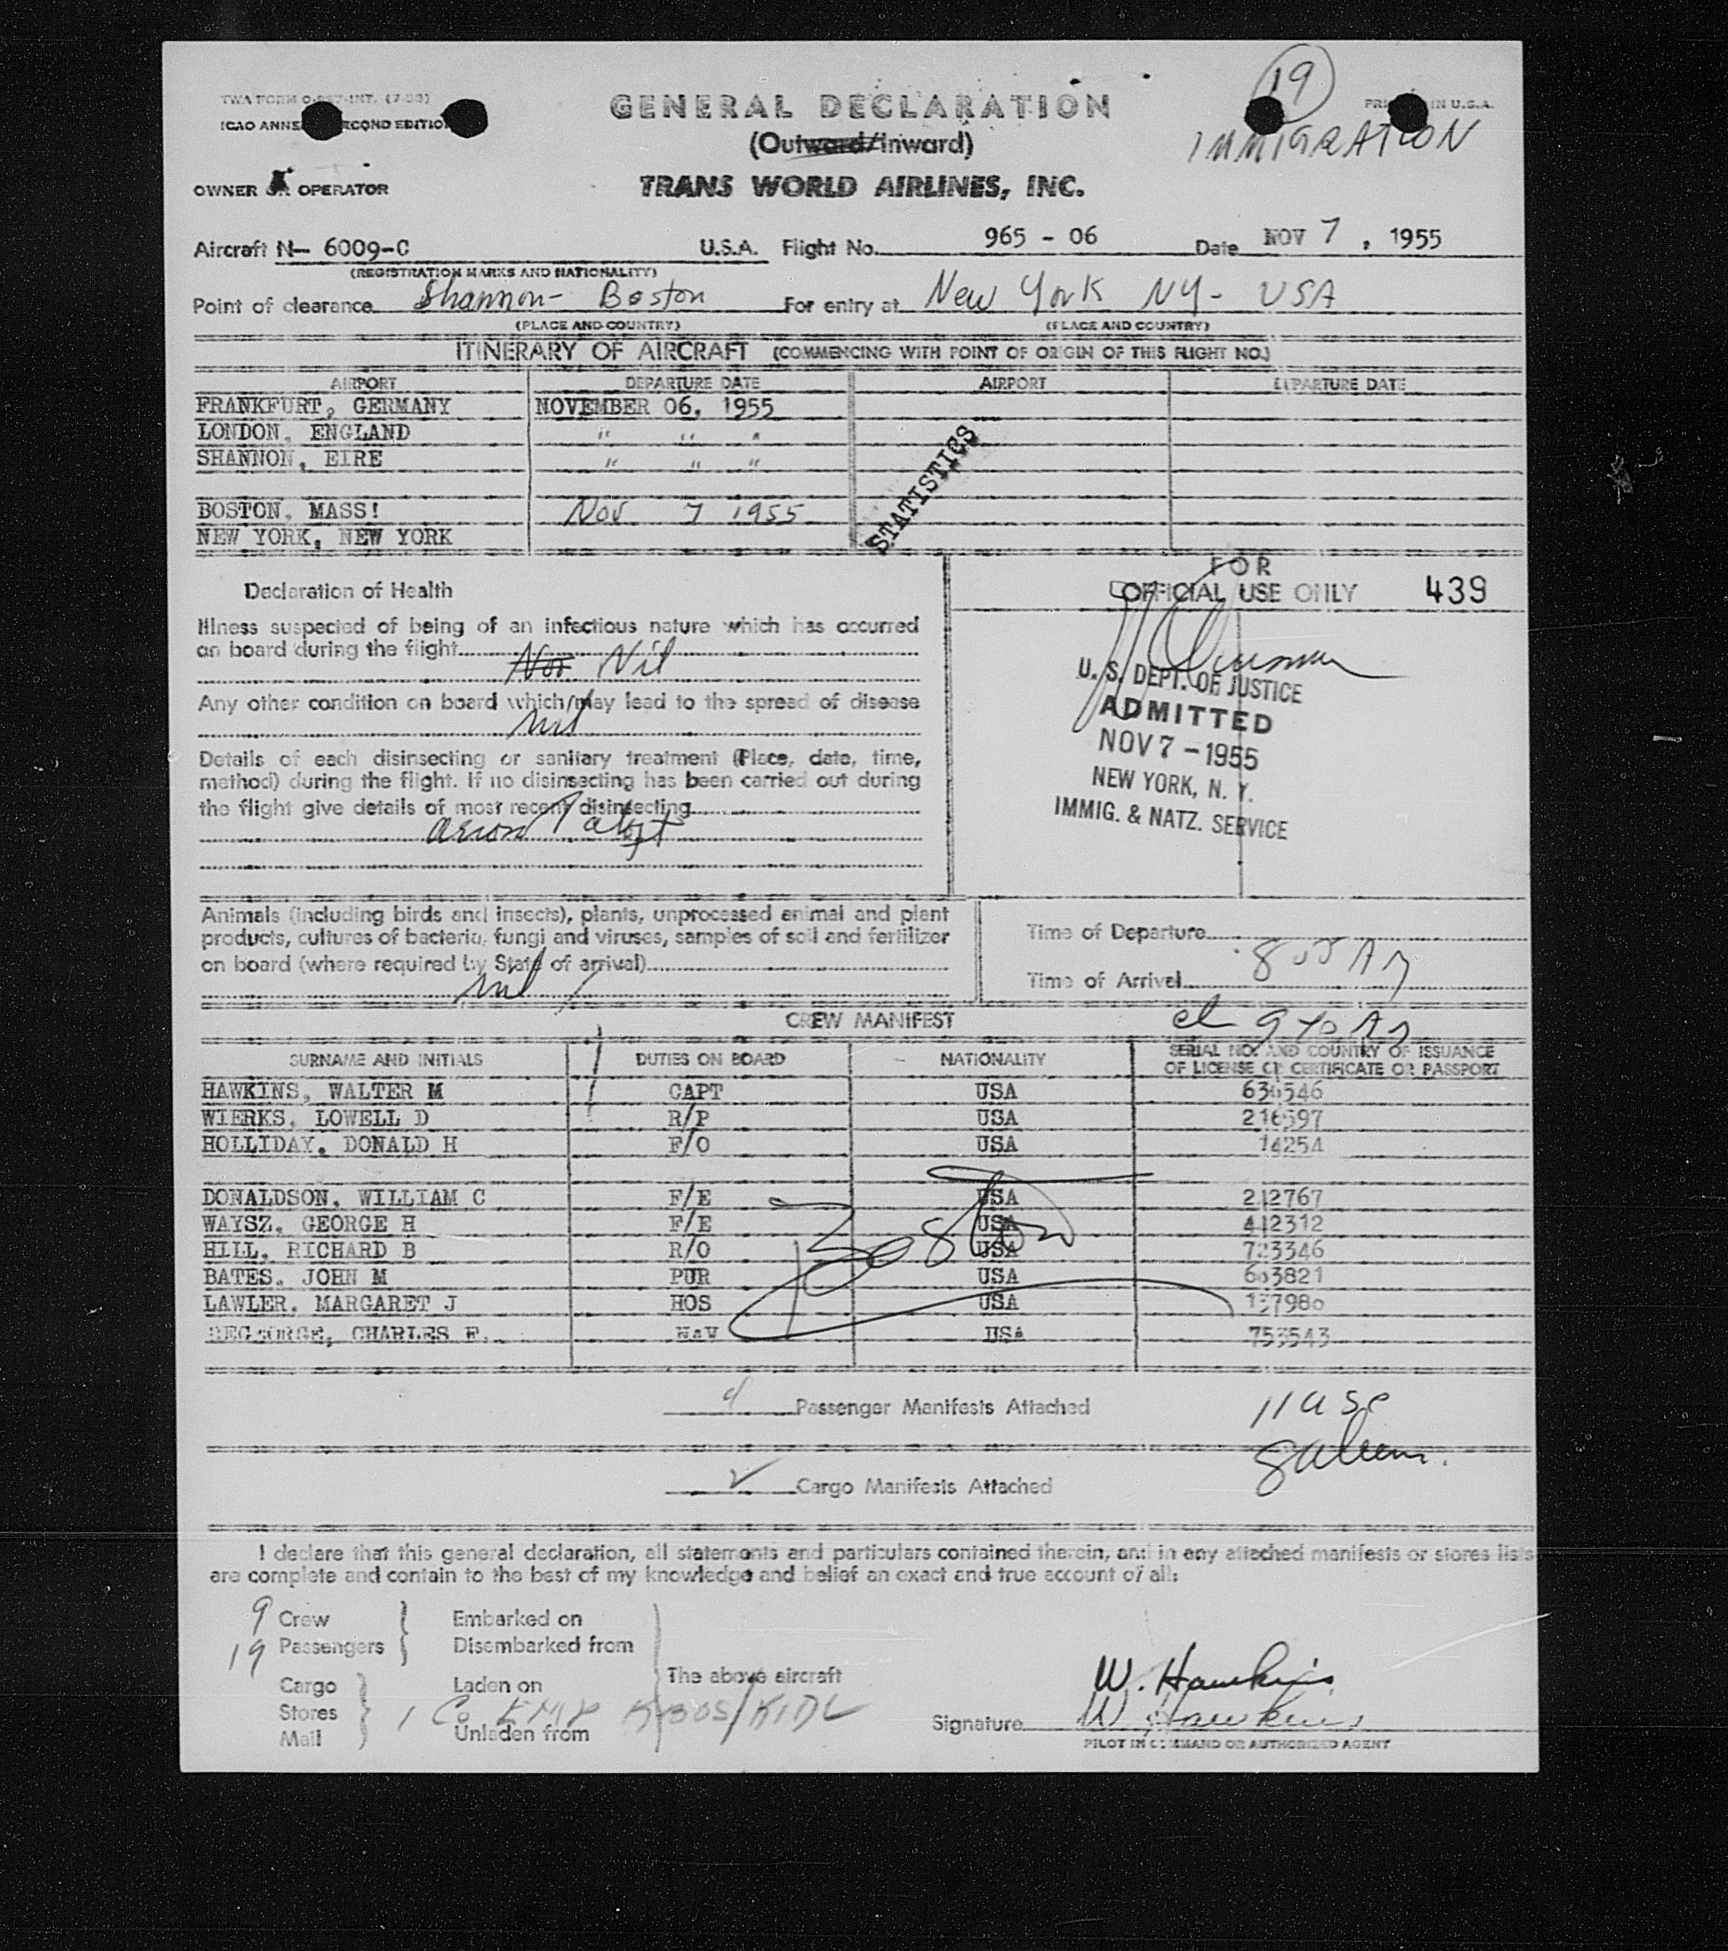 19
GENERAL DECLARATION
IN U.S.A.
(Outward/Inward)
IMMIGRATION
OWNER OR OPERATOR
TRANS WORLD AIRLINES, INC.
Aircraft N- 6009-C U.S.A. Flight No. 965 - 06 Date NOV 7, 1955
(REGISTRATION MARKS AND NATIONALITY)
Point of clearance Shannon- Boston For entry at New York NY- USA
(PLACE AND COUNTRY) (PLACE AND COUNTRY)
ITINERARY OF AIRCRAFT (COMMENCING WITH POINT OF ORIGIN OF THIS FLIGHT NO.)
AIRPORT DEPARTURE DATE AIRPORT DEPARTURE DATE
FRANKFURT, GERMANY NOVEMBER 06, 1955
LONDON, ENGLAND " " "
SHANNON, EIRE " " "
STATISTICS
BOSTON, MASS! Nov 7 1955
NEW YORK, NEW YORK
FOR
OFFICIAL USE ONLY 439
Declaration of Health
Illness suspected of being of an infectious nature which has occurred
on board during the flight
Nil
Any other condition on board which may lead to the spread of disease
nil
Details of each disinsecting or sanitary treatment (Place, date, time,
method) during the flight. If no disinsecting has been carried out during
the flight give details of most recent disinsecting
U. S. DEPT. OF JUSTICE
ADMITTED
NOV 7 - 1955
NEW YORK, N. Y.
IMMIG. & NATZ. SERVICE
Animals (including birds and insects), plants, unprocessed animal and plant
products, cultures of bacteria, fungi and viruses, samples of soil and fertilizer
on board (where required by State of arrival)
nil
Time of Departure
Time of Arrival
CREW MANIFEST
SURNAME AND INITIALS DUTIES ON BOARD NATIONALITY SERIAL NO. AND COUNTRY OF ISSUANCE
OF LICENSE OR CERTIFICATE OR PASSPORT
HAWKINS, WALTER M CAPT USA 636546
WIERKS, LOWELL D R/P USA 216597
HOLLIDAY, DONALD H F/O USA 14254
DONALDSON, WILLIAM C F/E USA 212767
WAYSZ, GEORGE H F/E USA 412312
HILL, RICHARD B R/O USA 723346
BATES, JOHN M PUR USA 603821
LAWLER, MARGARET J HOS USA 137980
DEGEORGE, CHARLES F. NAV USA 753543
Boston
Passenger Manifests Attached
Cargo Manifests Attached
I declare that this general declaration, all statements and particulars contained therein, and in any attached manifests or stores lists
are complete and contain to the best of my knowledge and belief an exact and true account of all:
9 Crew Embarked on
19 Passengers Disembarked from
The above aircraft
Cargo Laden on
Stores
Mail Unladen from
W. Hawkins
Signature W. Hawkins
PILOT IN COMMAND OR AUTHORIZED AGENT